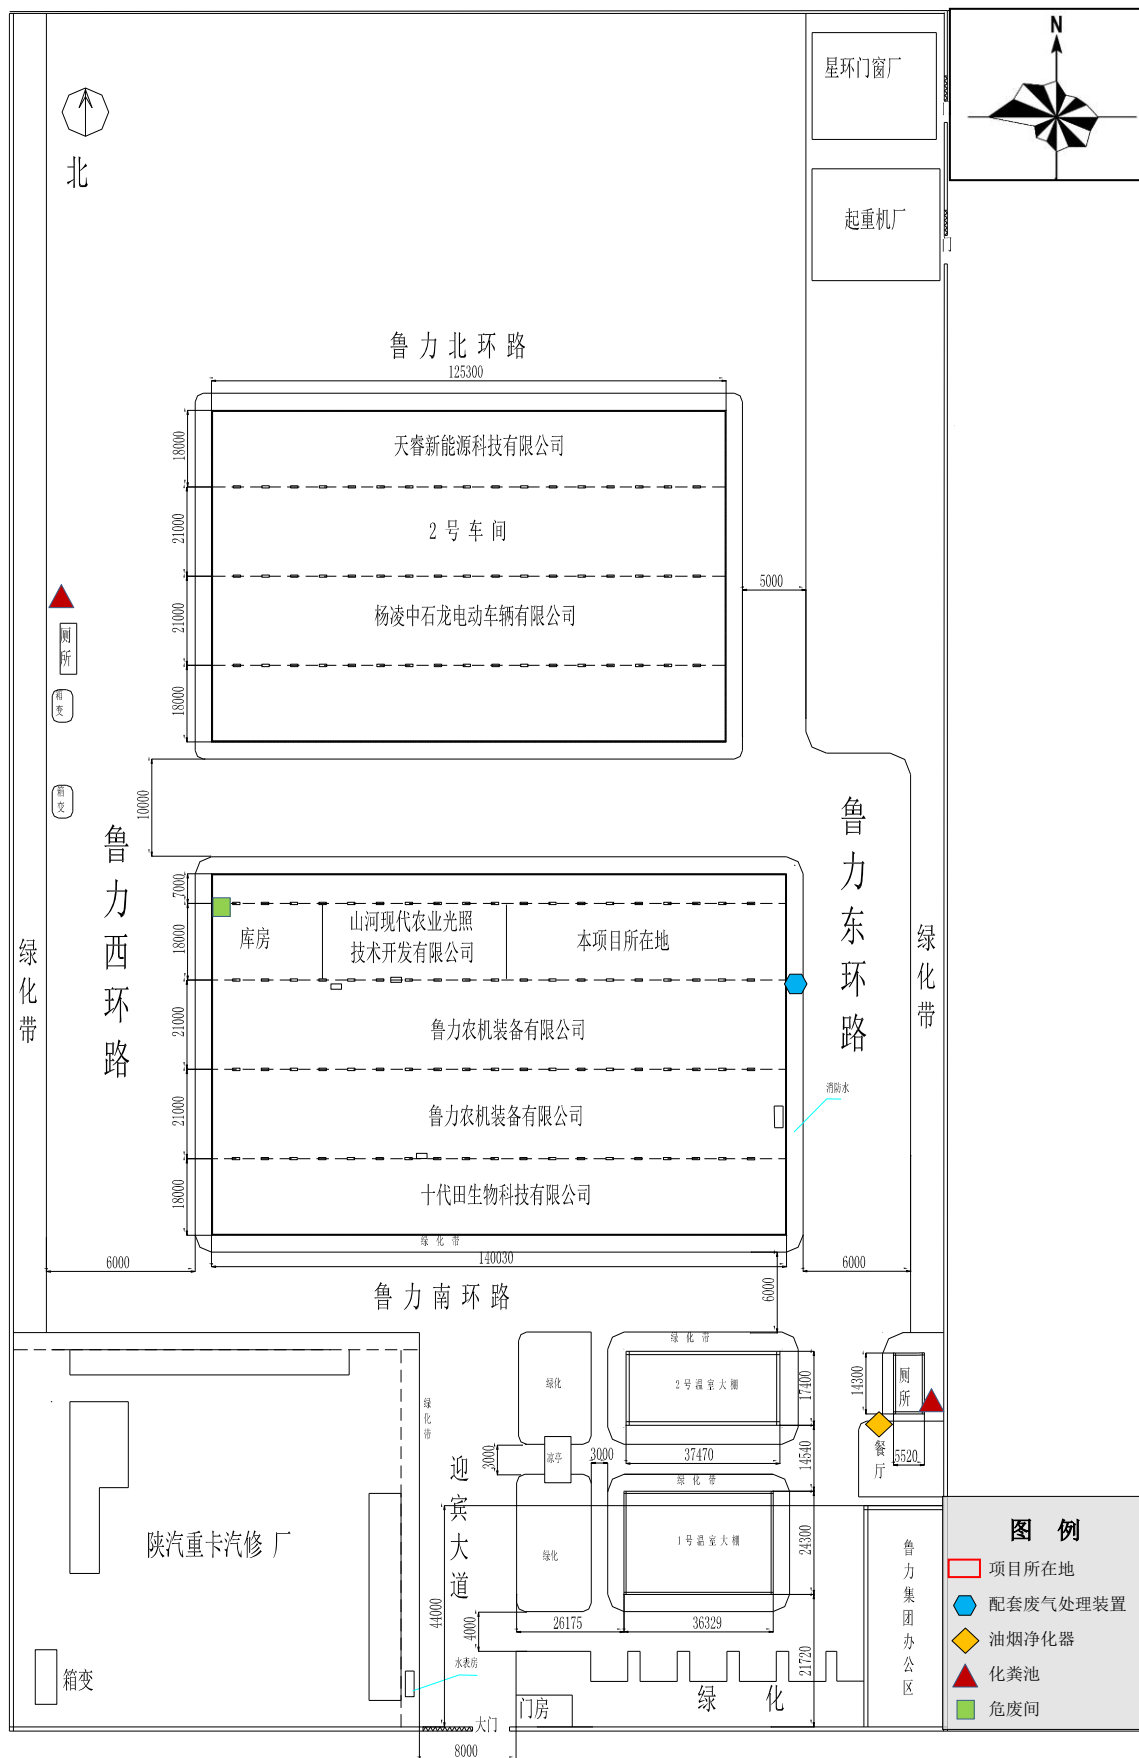 N
星环门窗厂
北
起重机厂
鲁力北环路
125300
18000
天睿新能源科技有限公司
21000
2号车间
5000
21000
杨凌中石龙电动车辆有限公司
厕所
18000
箱变
箱变
10000
鲁力西环路
鲁力东环路
绿化带
绿化带
7000
18000
库房
山河现代农业光照
技术开发有限公司
本项目所在地
21000
鲁力农机装备有限公司
消防水
21000
鲁力农机装备有限公司
18000
十代田生物科技有限公司
绿化带
140030
6000
6000
6000
鲁力南环路
绿化带
绿化
2号温室大棚
17400
14300
厕所
绿化带
3000
凉亭
3000
37470
14540
餐厅
5520
迎宾大道
绿化带
陕汽重卡汽修厂
绿化
1号温室大棚
24300
鲁力集团办公区
44000
4000
26175
36329
21720
箱变
水表房
绿化
门房
大门
8000
门
图例
项目所在地
配套废气处理装置
油烟净化器
化粪池
危废间